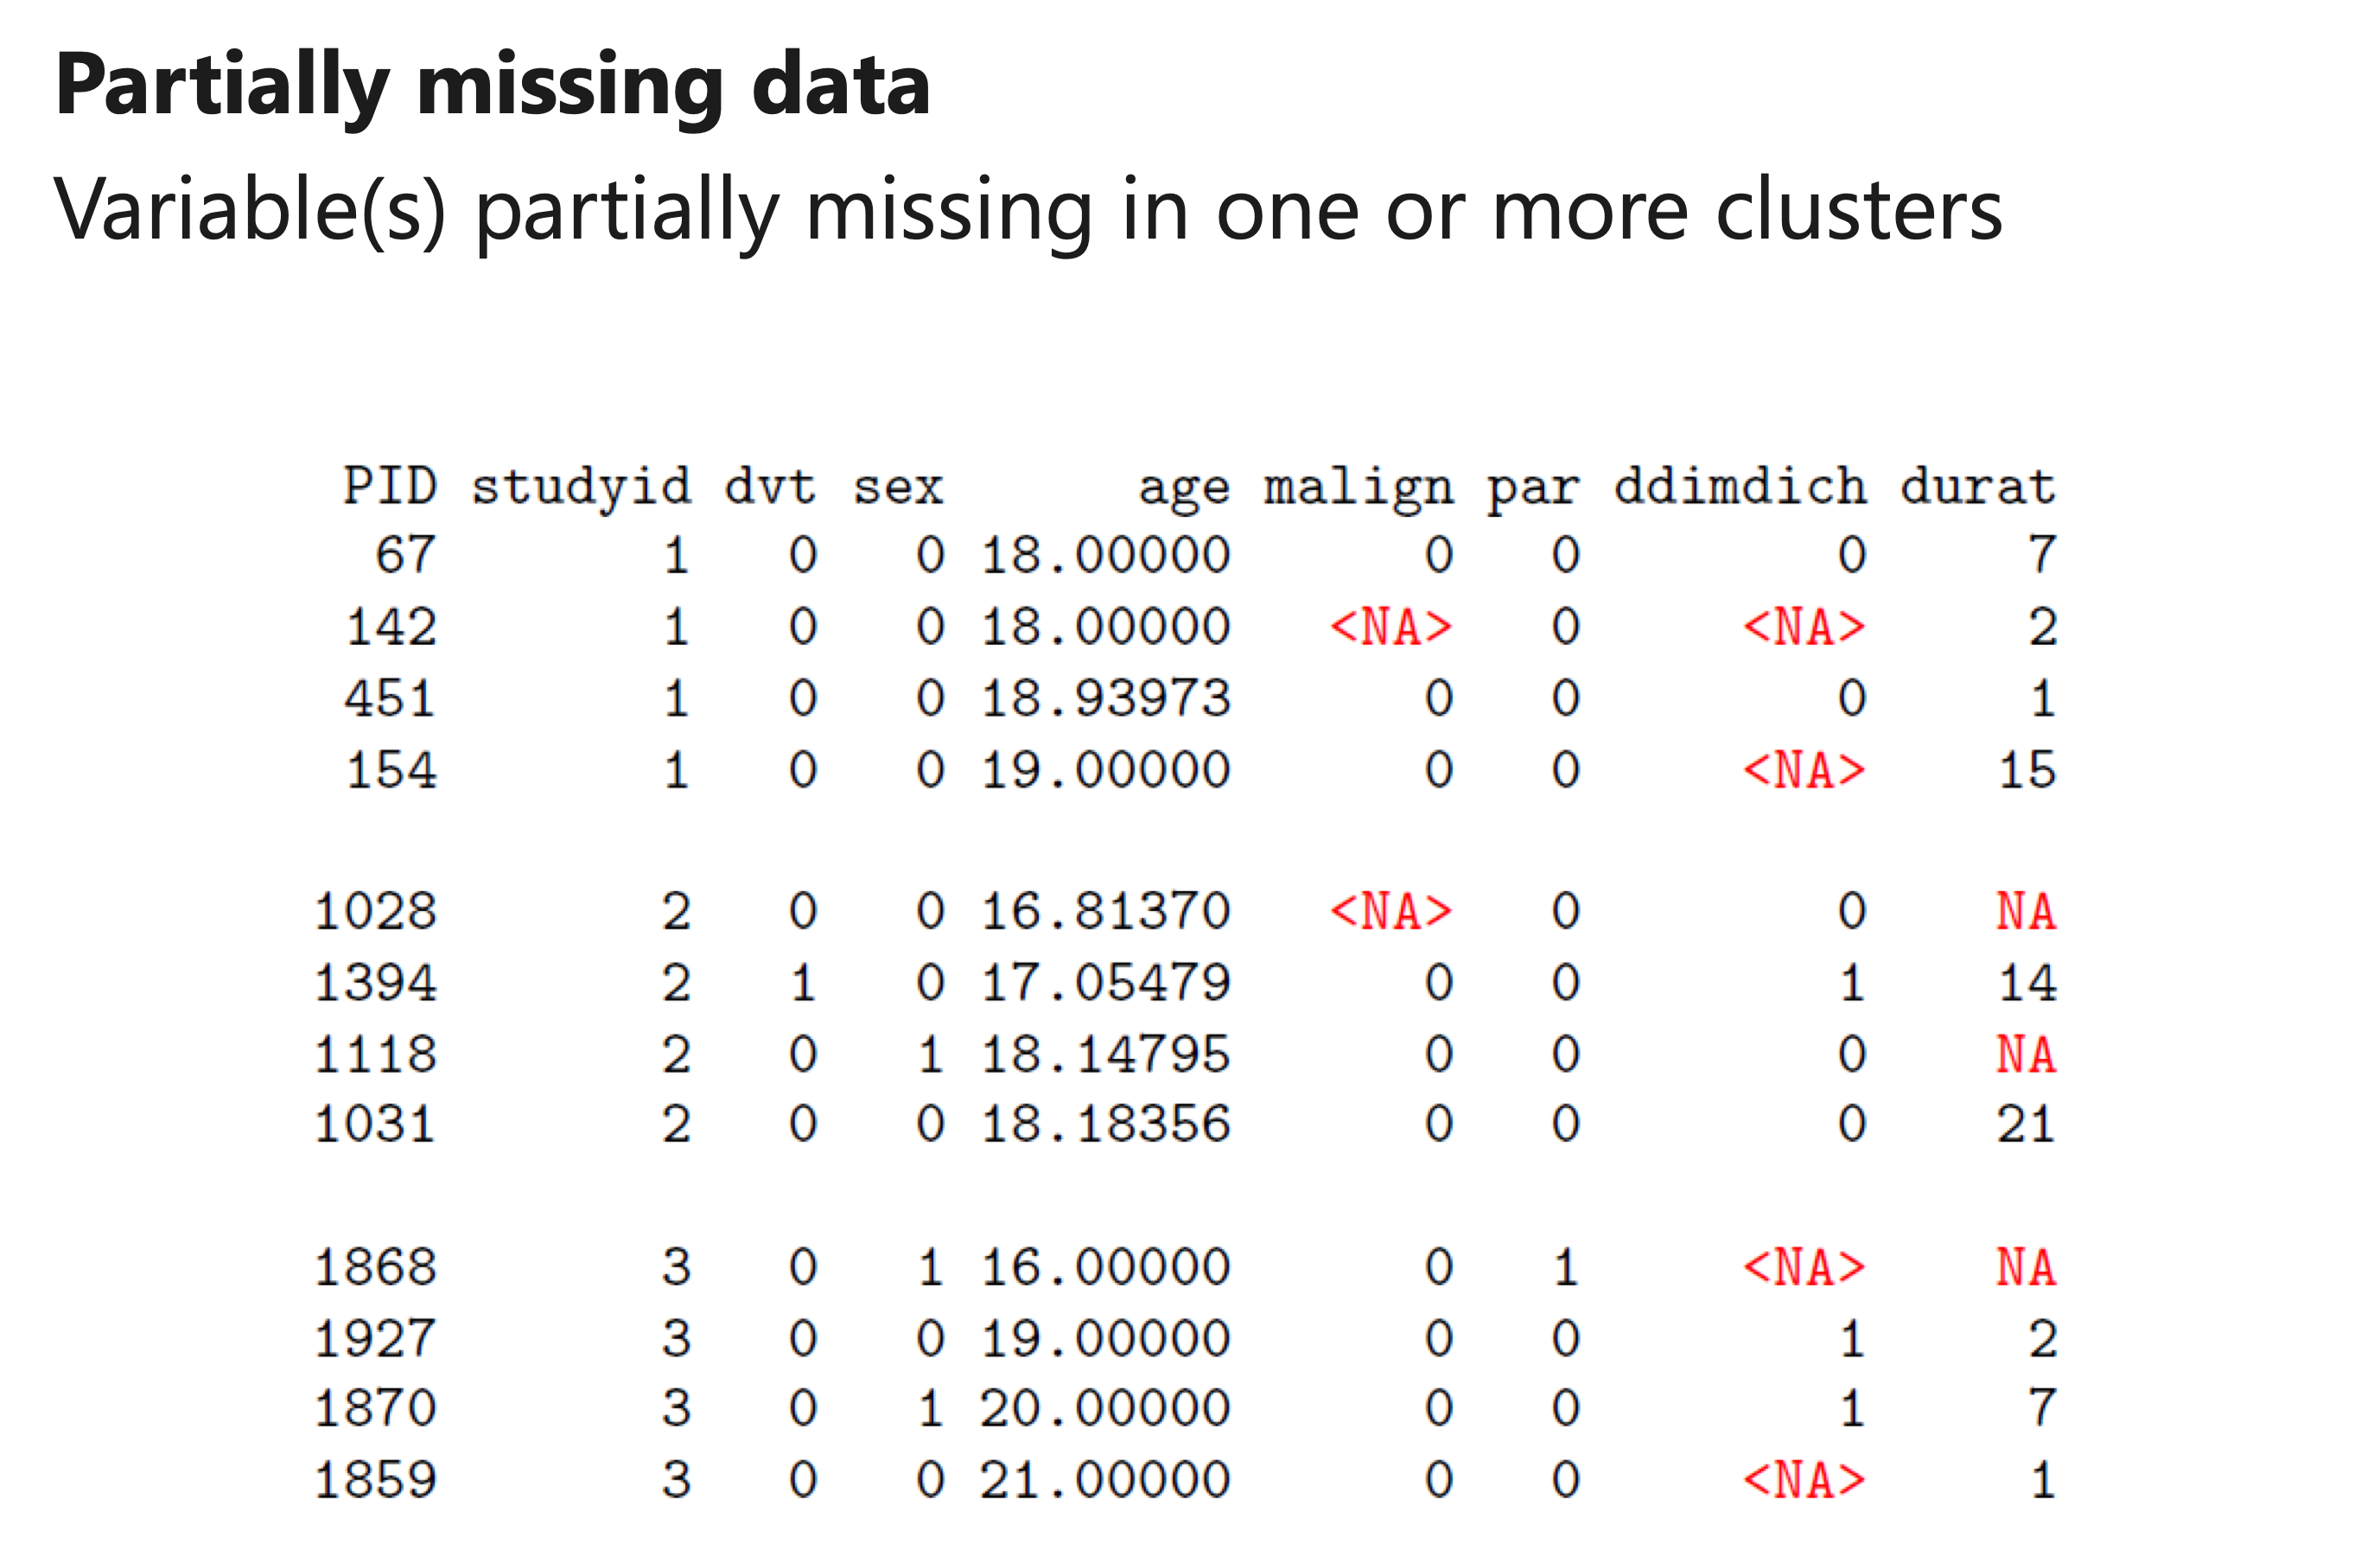 Partially missing data
Variable(s) partially missing in one or more clusters
PID studyid dvt sex age malign par ddimdich durat
67 1 0 0 18.00000 0 0 0 7
142 1 0 0 18.00000 <NA> 0 <NA> 2
451 1 0 0 18.93973 0 0 0 1
154 1 0 0 19.00000 0 0 <NA> 15
1028 2 0 0 16.81370 <NA> 0 0 NA
1394 2 1 0 17.05479 0 0 1 14
1118 2 0 1 18.14795 0 0 0 NA
1031 2 0 0 18.18356 0 0 0 21
1868 3 0 1 16.00000 0 1 <NA> NA
1927 3 0 0 19.00000 0 0 1 2
1870 3 0 1 20.00000 0 0 1 7
1859 3 0 0 21.00000 0 0 <NA> 1